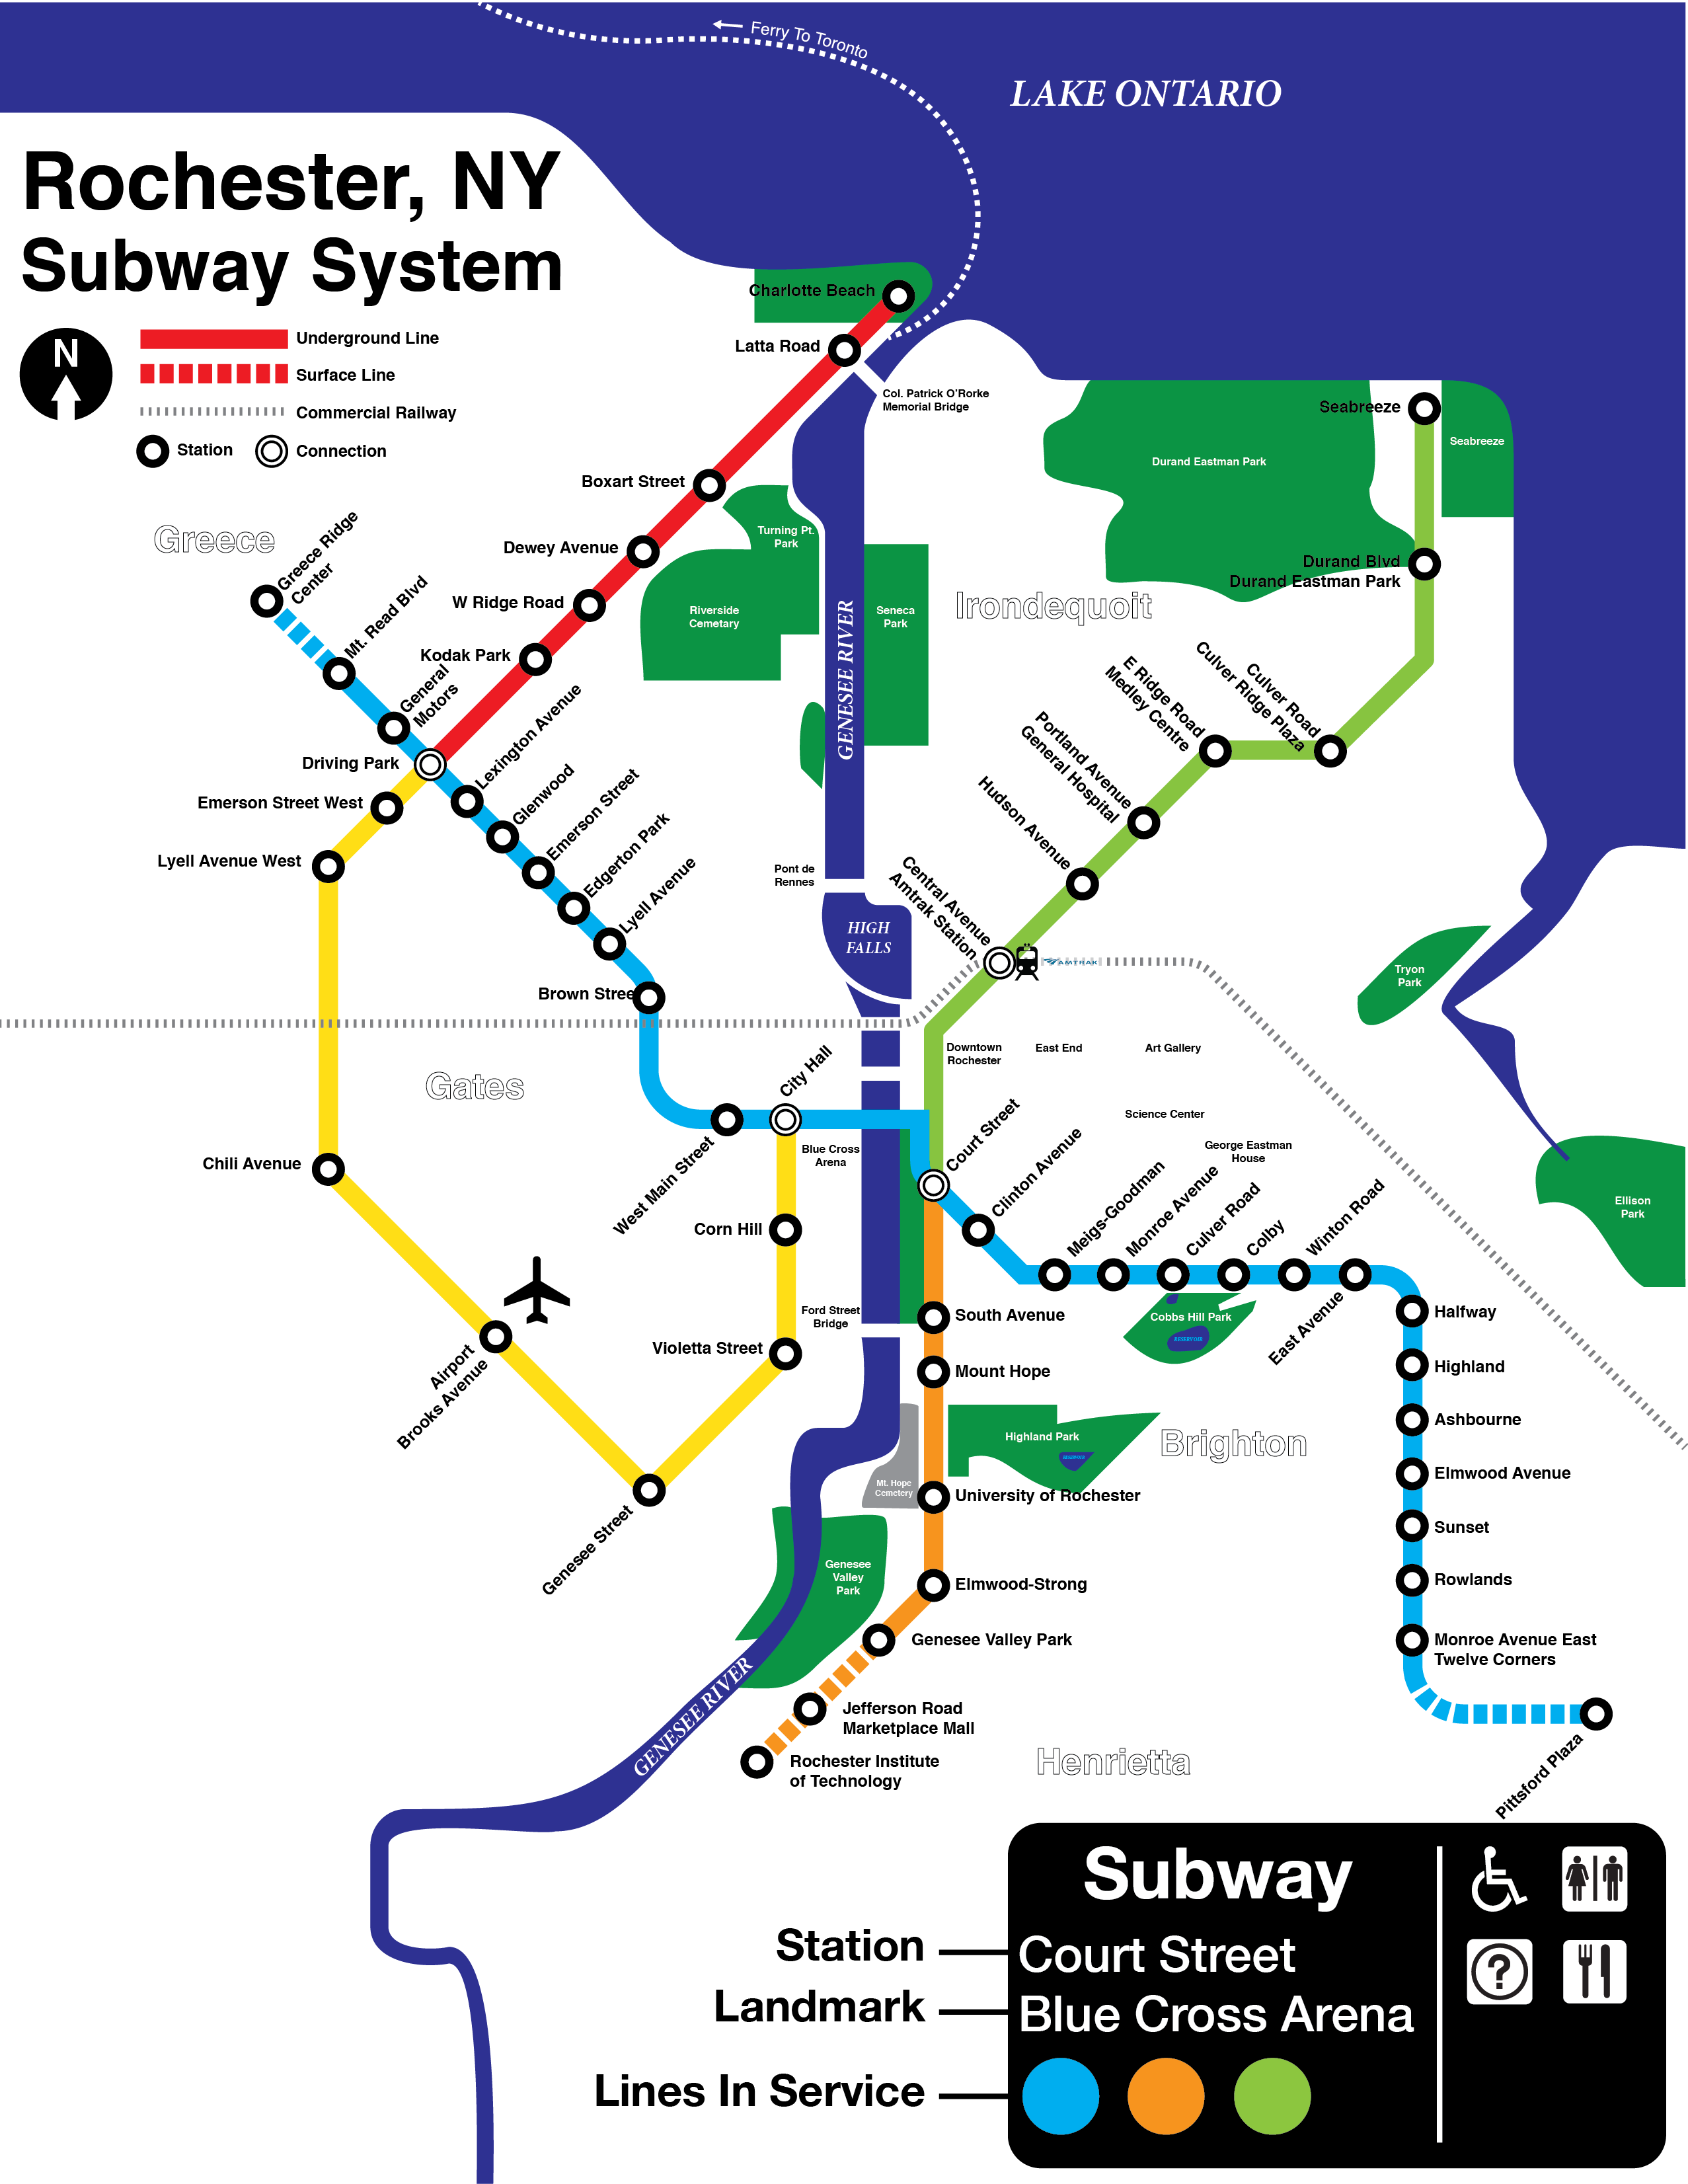 Ferry To Toronto
LAKE ONTARIO
Rochester, NY
Subway System
N
Underground Line
Surface Line
Commercial Railway
Station
Connection
Charlotte Beach
Latta Road
Col. Patrick O'Rorke
Memorial Bridge
Seabreeze
Seabreeze
Durand Eastman Park
Boxart Street
Turning Pt.
Park
Greece
Greece Ridge
Center
Dewey Avenue
Durand Blvd
Durand Eastman Park
W Ridge Road
Riverside
Cemetery
Seneca
Park
Irondequoit
Mt. Read Blvd
Kodak Park
GENESEE RIVER
General
Motors
Lexington Avenue
E Ridge Road
Medley Centre
Culver Road
Culver Ridge Plaza
Driving Park
Portland Avenue
General Hospital
Emerson Street West
Glenwood
Hudson Avenue
Emerson Street
Lyell Avenue West
Edgerton Park
Pont de
Rennes
Lyell Avenue
Central Avenue
Amtrak Station
HIGH
FALLS
AMTRAK
Tryon
Park
Brown Stree
Downtown
Rochester
East End
Art Gallery
Gates
City Hall
Science Center
Court Street
Blue Cross
Arena
George Eastman
House
West Main Street
Clinton Avenue
Chili Avenue
Meigs-Goodman
Monroe Avenue
Culver Road
Colby
Winton Road
Ellison
Park
Corn Hill
Ford Street
Bridge
South Avenue
Cobbs Hill Park
RESERVOIR
East Avenue
Halfway
Violetta Street
Mount Hope
Highland
Airport
Brooks Avenue
Ashbourne
Highland Park
RESERVOIR
Brighton
Elmwood Avenue
Mt. Hope
Cemetery
University of Rochester
Genesee Street
Sunset
Genesee
Valley
Park
Elmwood-Strong
Rowlands
Genesee Valley Park
Monroe Avenue East
Twelve Corners
GENESEE RIVER
Jefferson Road
Marketplace Mall
Rochester Institute
of Technology
Henrietta
Pittsford Plaza
Subway
Station
Court Street
?
Landmark
Blue Cross Arena
Lines In Service